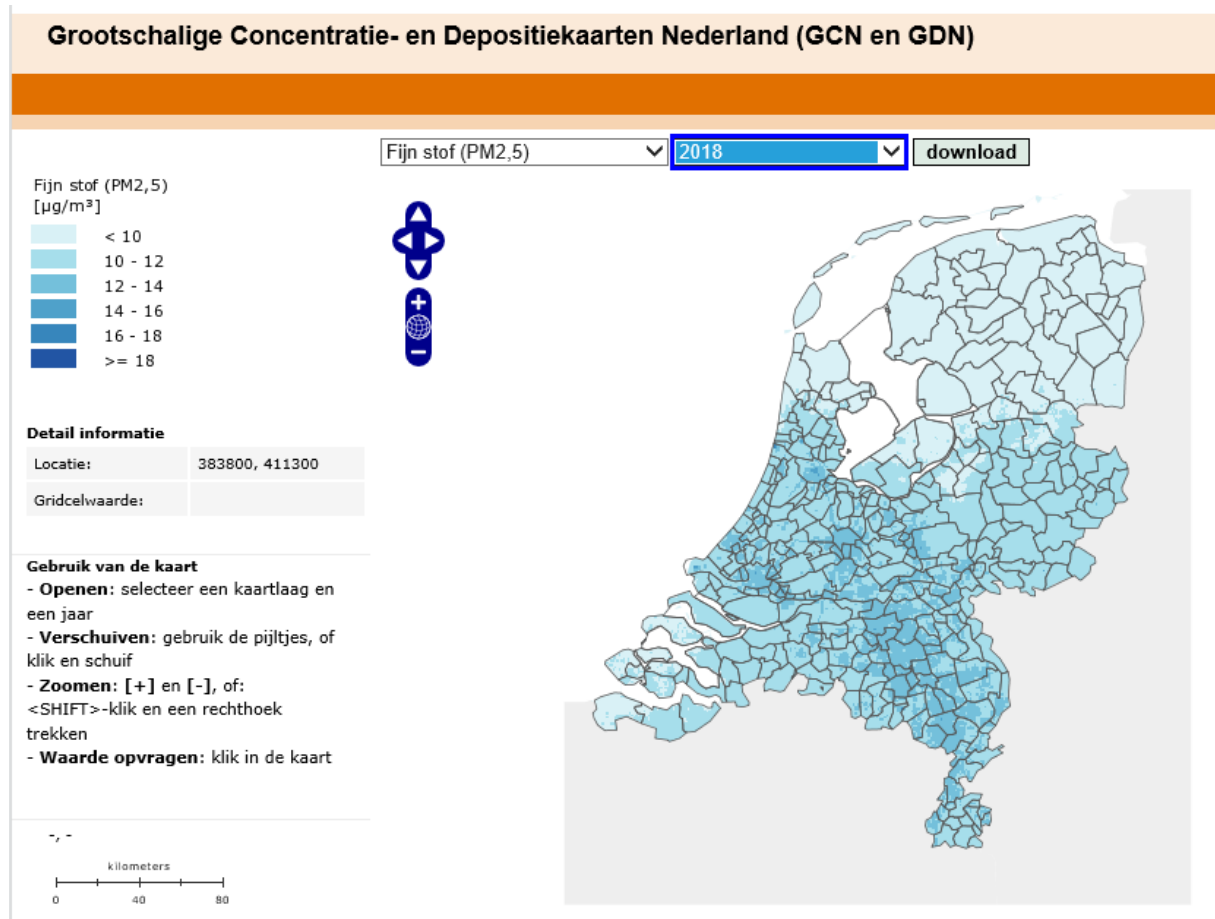 Grootschalige Concentratie- en Depositiekaarten Nederland (GCN en GDN)
Fijn stof (PM2,5)
2018
download
Fijn stof (PM2,5)
[µg/m³]
< 10
10 - 12
12 - 14
14 - 16
16 - 18
>= 18
Detail informatie
Locatie: 383800, 411300
Gridcelwaarde:
Gebruik van de kaart
- Openen: selecteer een kaartlaag en
een jaar
- Verschuiven: gebruik de pijltjes, of
klik en schuif
- Zoomen: [+] en [-], of:
<SHIFT>-klik en een rechthoek
trekken
- Waarde opvragen: klik in de kaart
-, -
kilometers
0 40 80